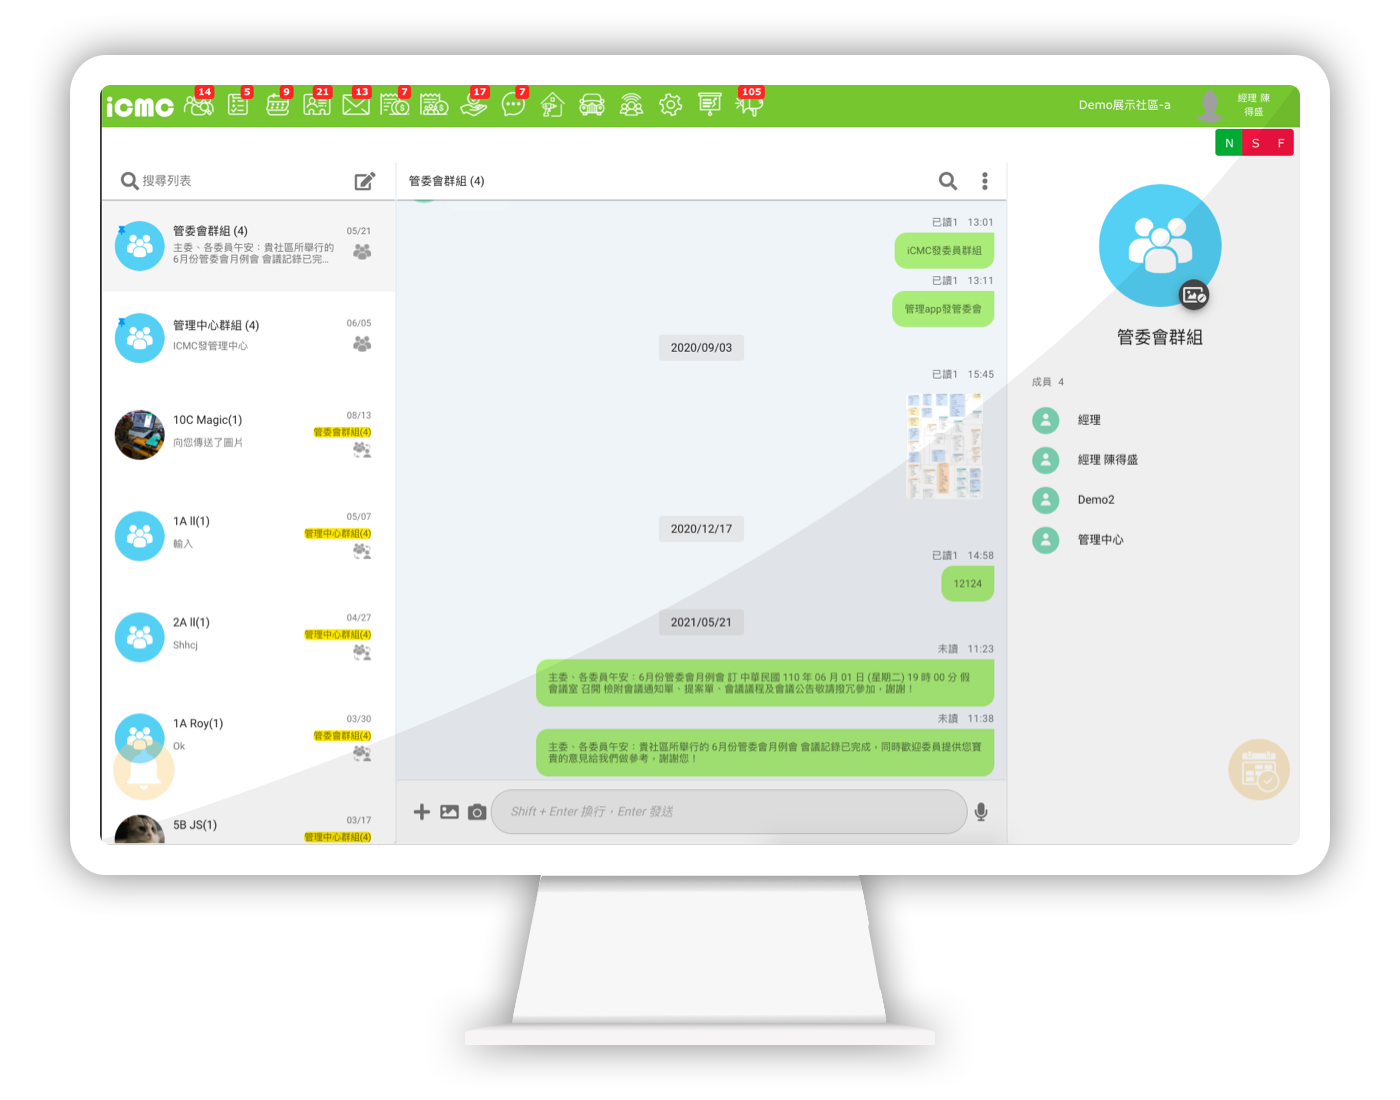 iCMC
14
5
9
21
13
7
17
7
105
Demo展示社區-a
經理 陳
得盛
N S F
搜尋列表
管委會群組 (4)
05/21
主委、各委員午安：貴社區所舉行的
6月份管委會月例會 會議記錄已完...
管理中心群組 (4)
06/05
ICMC發管理中心
10C Magic(1)
08/13
管委會群組(4)
向您傳送了圖片
1A II(1)
05/07
管理中心群組(4)
輸入
2A II(1)
04/27
管理中心群組(4)
Shhcj
1A Roy(1)
03/30
管委會群組(4)
Ok
5B JS(1)
03/17
管理中心群組(4)
管委會群組 (4)
已讀1 13:01
iCMC發委員群組
已讀1 13:11
管理app發管委會
2020/09/03
已讀1 15:45
2020/12/17
已讀1 14:58
12124
2021/05/21
未讀 11:23
主委、各委員午安：6月份管委會月例會 訂 中華民國 110 年 06 月 01 日 (星期二) 19 時 00 分 假
會議室 召開 檢附會議通知單、提案單、會議議程及會議公告敬請撥冗參加，謝謝！
未讀 11:38
主委、各委員午安：貴社區所舉行的 6月份管委會月例會 會議記錄已完成，同時歡迎委員提供您寶
貴的意見給我們做參考，謝謝您！
Shift + Enter 換行，Enter 發送
管委會群組
成員 4
經理
經理 陳得盛
Demo2
管理中心